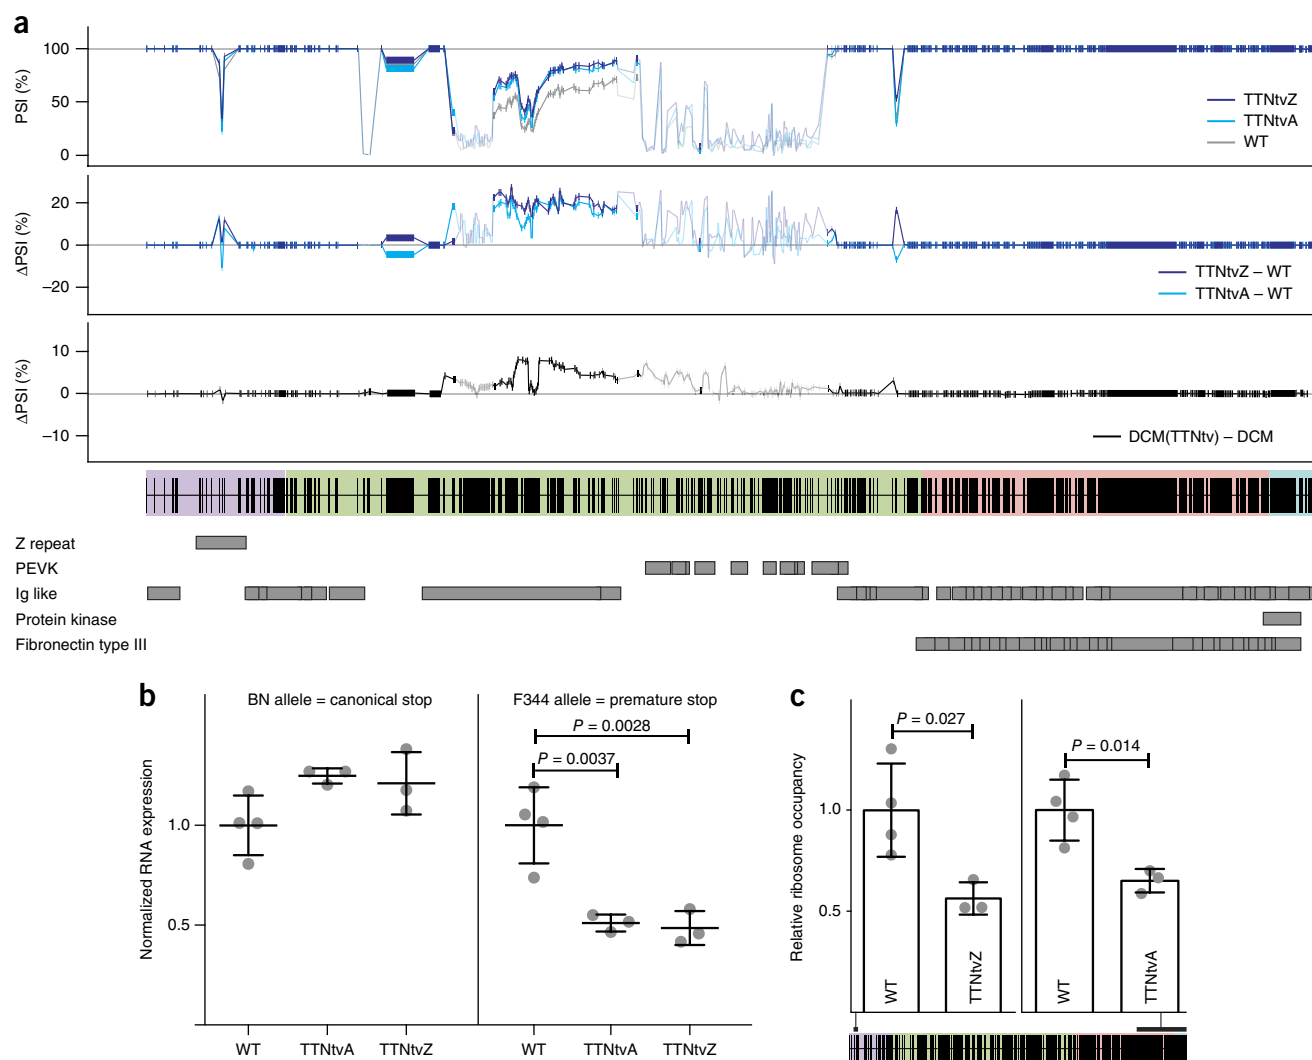 a
100
50
0
PSI (%)
TTNtvZ
TTNtvA
WT
20
0
–20
ΔPSI (%)
TTNtvZ – WT
TTNtvA – WT
10
0
–10
ΔPSI (%)
DCM(TTNtv) – DCM
Z repeat
PEVK
Ig like
Protein kinase
Fibronectin type III
b
BN allele = canonical stop
F344 allele = premature stop
P = 0.0028
P = 0.0037
1.0
0.5
Normalized RNA expression
WT
TTNtvA
TTNtvZ
WT
TTNtvA
TTNtvZ
c
P = 0.027
P = 0.014
1.0
0.5
Relative ribosome occupancy
WT
TTNtvZ
WT
TTNtvA